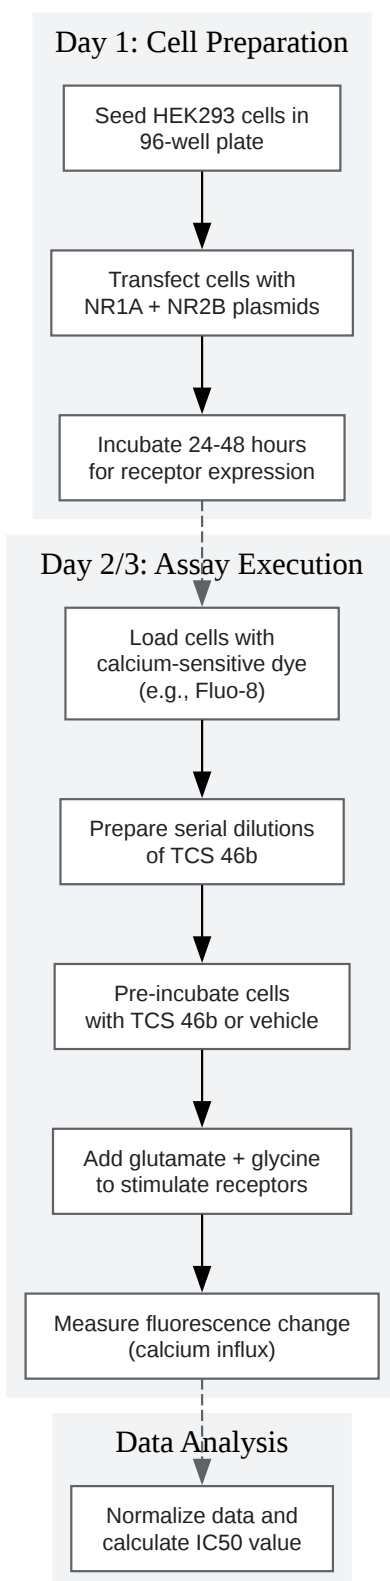 Day 1: Cell Preparation
Seed HEK293 cells in
96-well plate
Transfect cells with
NR1A + NR2B plasmids
Incubate 24-48 hours
for receptor expression
Day 2/3: Assay Execution
Load cells with
calcium-sensitive dye
(e.g., Fluo-8)
Prepare serial dilutions
of TCS 46b
Pre-incubate cells
with TCS 46b or vehicle
Add glutamate + glycine
to stimulate receptors
Measure fluorescence change
(calcium influx)
Data Analysis
Normalize data and
calculate IC50 value